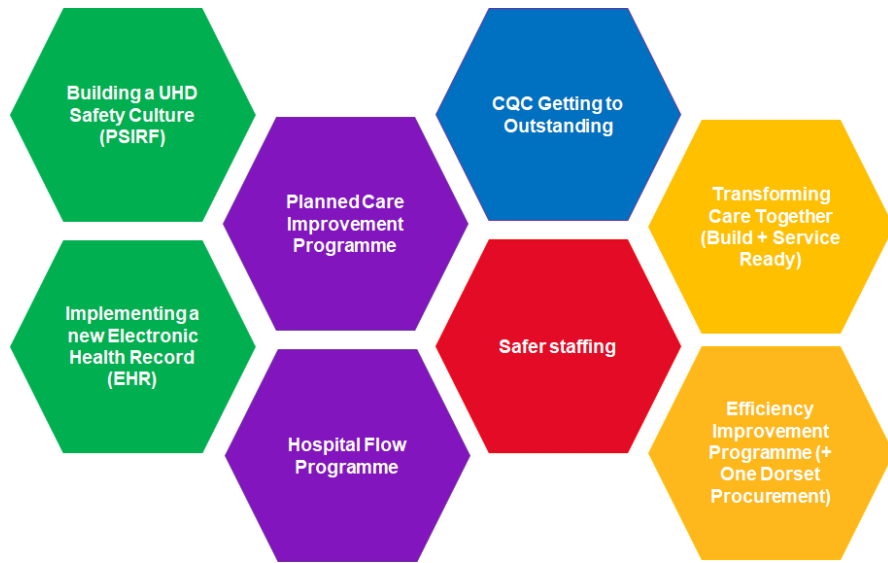 Building a UHD
Safety Culture
(PSIRF)
Planned Care
Improvement
Programme
CQC Getting to
Outstanding
Transforming
Care Together
(Build + Service
Ready)
Implementing a
new Electronic
Health Record
(EHR)
Hospital Flow
Programme
Safer staffing
Efficiency
Improvement
Programme (+
One Dorset
Procurement)